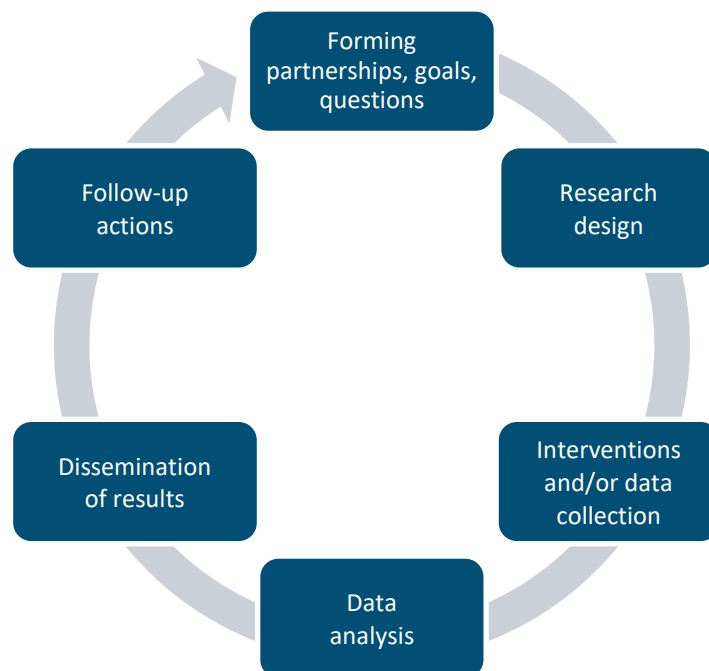 Forming
partnerships, goals,
questions
Research
design
Interventions
and/or data
collection
Data
analysis
Dissemination
of results
Follow-up
actions